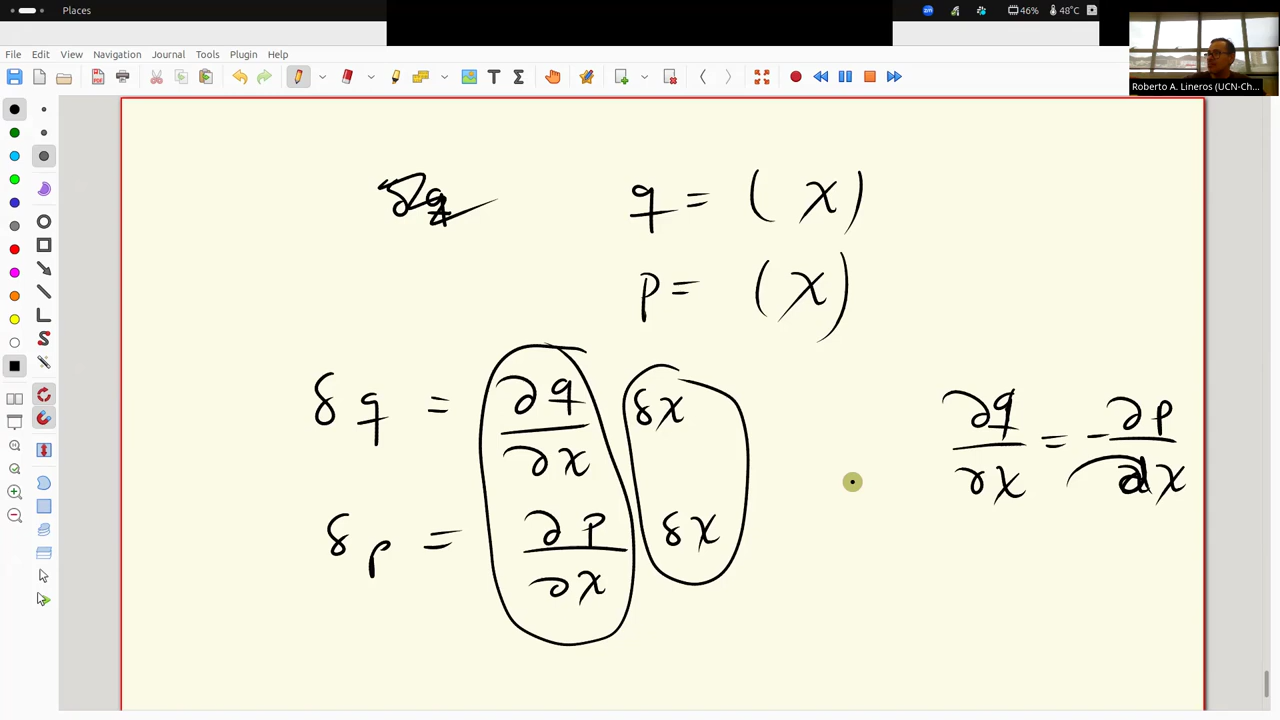 Places
46%
48°C
File Edit View Navigation Journal Tools Plugin Help
Roberto A. Lineros (UCN-Ch...
q = ( x )
p = ( x )
δq = ∂q/∂x δx
∂q/∂x = -∂p/∂x
δp = ∂p/∂x δx